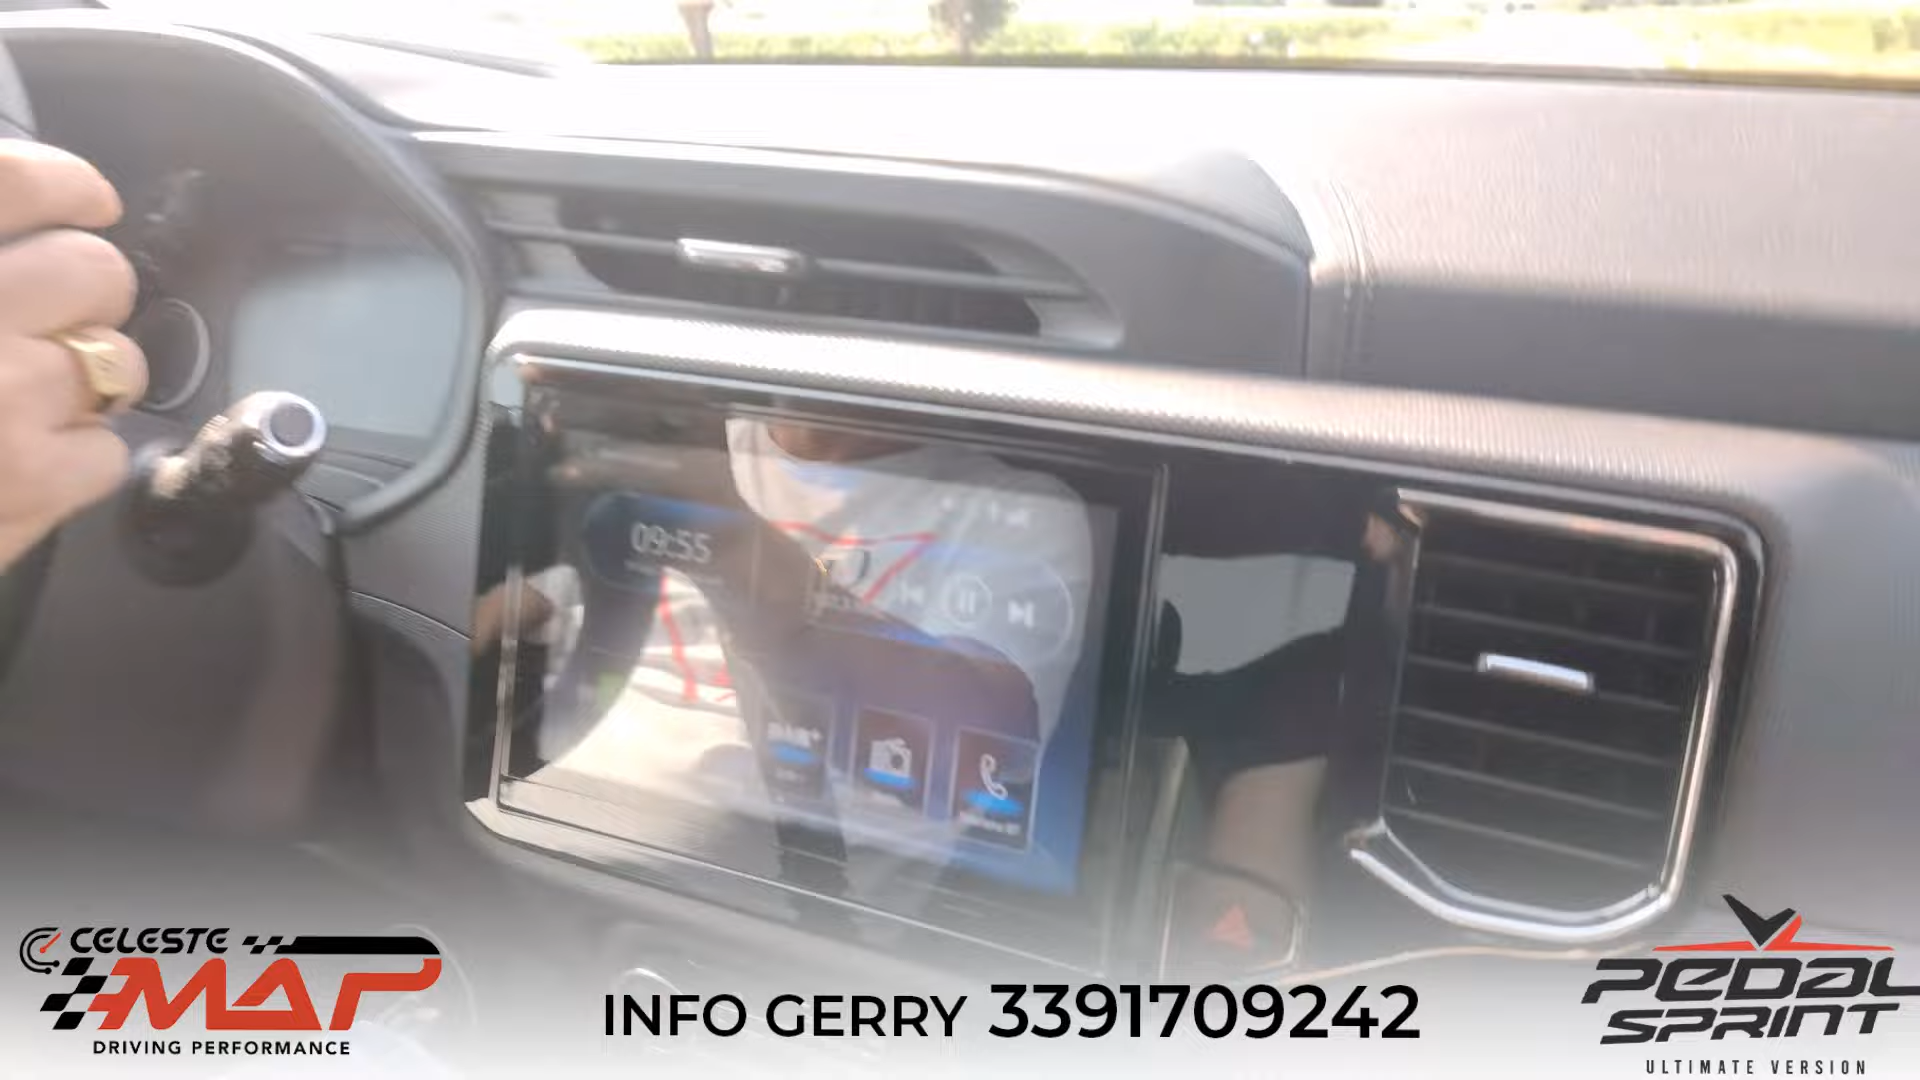 09:55
CELESTE
MAP
DRIVING PERFORMANCE
INFO GERRY 3391709242
PEDAL
SPRINT
ULTIMATE VERSION